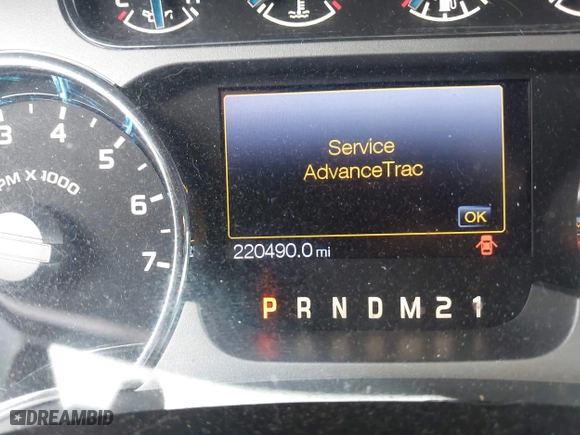 H
3 4 5 6 7
RPM X 1000
Service
AdvanceTrac
OK
220490.0 mi
P R N D M 2 1
DREAMBID